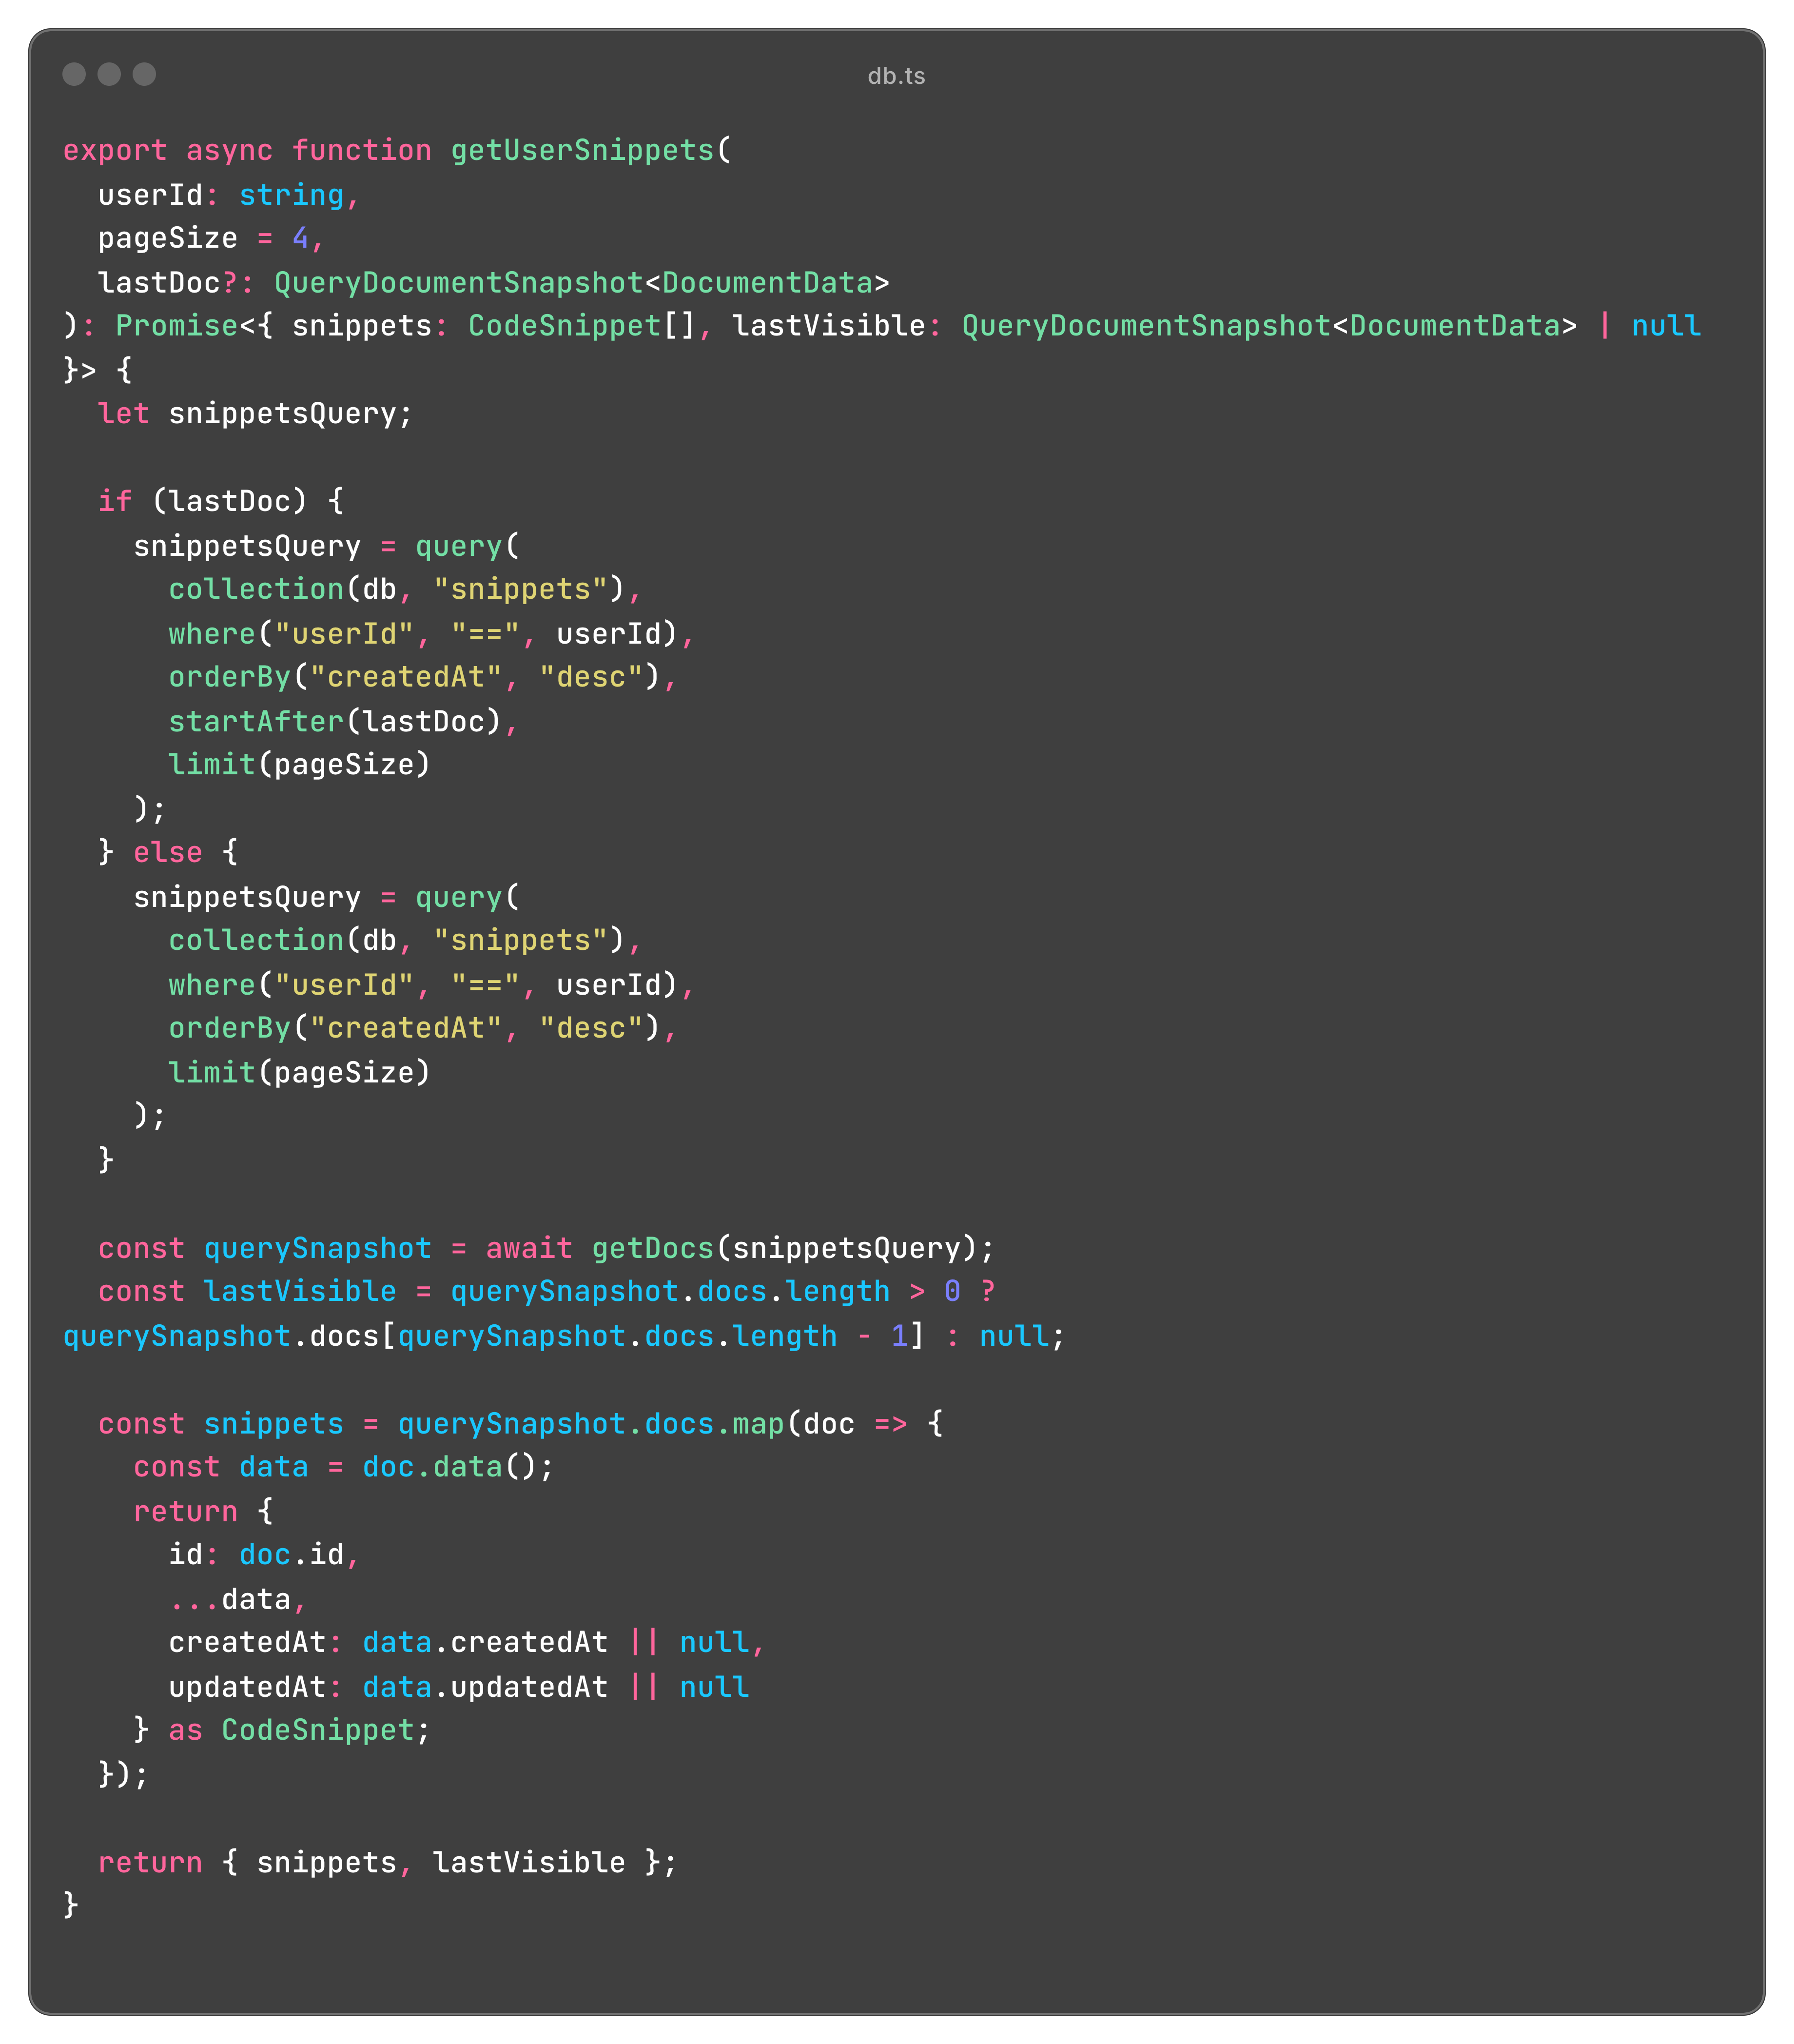 db.ts
export async function getUserSnippets(
  userId: string,
  pageSize = 4,
  lastDoc?: QueryDocumentSnapshot<DocumentData>
): Promise<{ snippets: CodeSnippet[], lastVisible: QueryDocumentSnapshot<DocumentData> | null
}> {
  let snippetsQuery;

  if (lastDoc) {
    snippetsQuery = query(
      collection(db, "snippets"),
      where("userId", "==", userId),
      orderBy("createdAt", "desc"),
      startAfter(lastDoc),
      limit(pageSize)
    );
  } else {
    snippetsQuery = query(
      collection(db, "snippets"),
      where("userId", "==", userId),
      orderBy("createdAt", "desc"),
      limit(pageSize)
    );
  }

  const querySnapshot = await getDocs(snippetsQuery);
  const lastVisible = querySnapshot.docs.length > 0 ?
querySnapshot.docs[querySnapshot.docs.length - 1] : null;

  const snippets = querySnapshot.docs.map(doc => {
    const data = doc.data();
    return {
      id: doc.id,
      ...data,
      createdAt: data.createdAt || null,
      updatedAt: data.updatedAt || null
    } as CodeSnippet;
  });

  return { snippets, lastVisible };
}